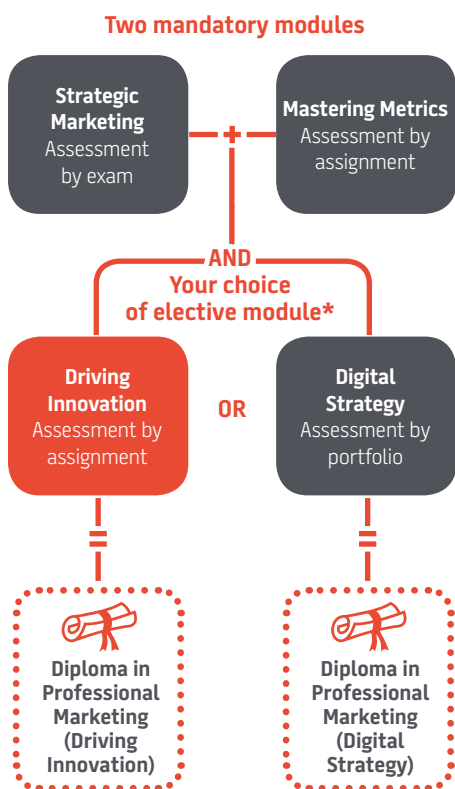 Two mandatory modules
Strategic
Marketing
Assessment
by exam
+
Mastering Metrics
Assessment by
assignment
AND
Your choice
of elective module*
Driving
Innovation
Assessment by
assignment
OR
Digital
Strategy
Assessment by
portfolio
=
=
Diploma in
Professional
Marketing
(Driving
Innovation)
Diploma in
Professional
Marketing
(Digital
Strategy)